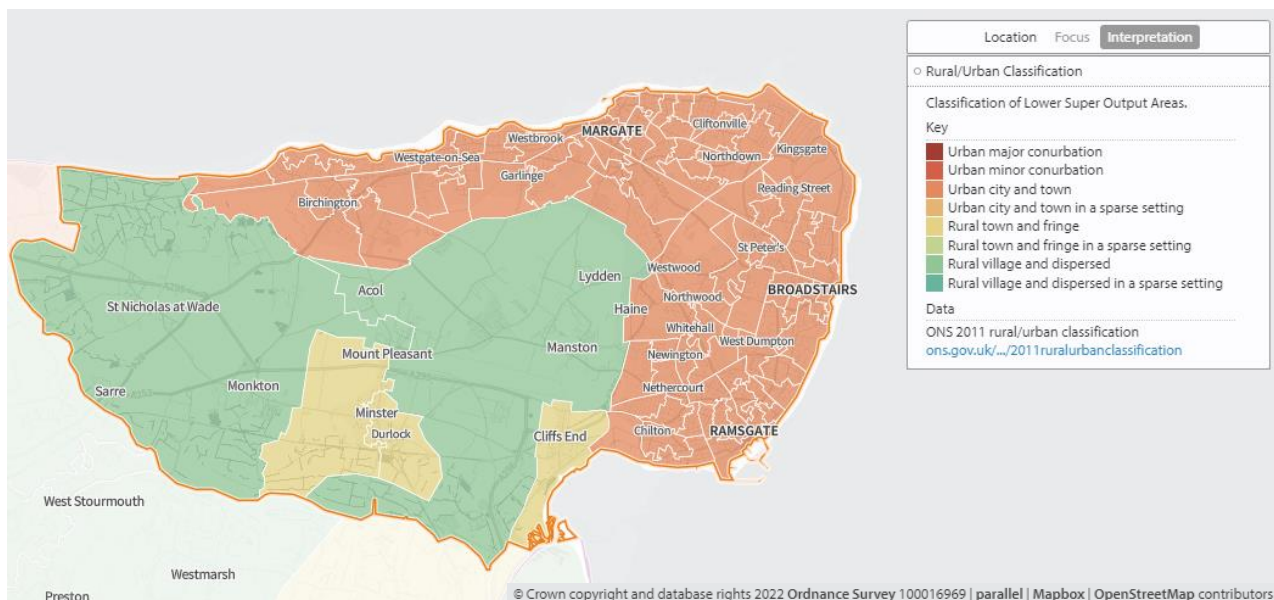 Location Focus Interpretation
Rural/Urban Classification
Classification of Lower Super Output Areas.
Key
Urban major conurbation
Urban minor conurbation
Urban city and town
Urban city and town in a sparse setting
Rural town and fringe
Rural town and fringe in a sparse setting
Rural village and dispersed
Rural village and dispersed in a sparse setting
Data
ONS 2011 rural/urban classification
ons.gov.uk/.../2011ruralurbanclassification
MARGATE
Cliftonville
Westbrook
Kingsgate
Westgate-on-Sea
Northdown
Garlinge
Reading Street
Birchington
St Peter's
Westwood
Lydden
BROADSTAIRS
Acol
Northwood
St Nicholas at Wade
Haine
Whitehall
West Dumpton
Manston
Mount Pleasant
Newington
Monkton
Nethercourt
Sarre
Minster
Durlock
Cliffs End
Chilton
RAMSGATE
West Stourmouth
Westmarsh
Preston
© Crown copyright and database rights 2022 Ordnance Survey 100016969 | parallel | Mapbox | OpenStreetMap contributors